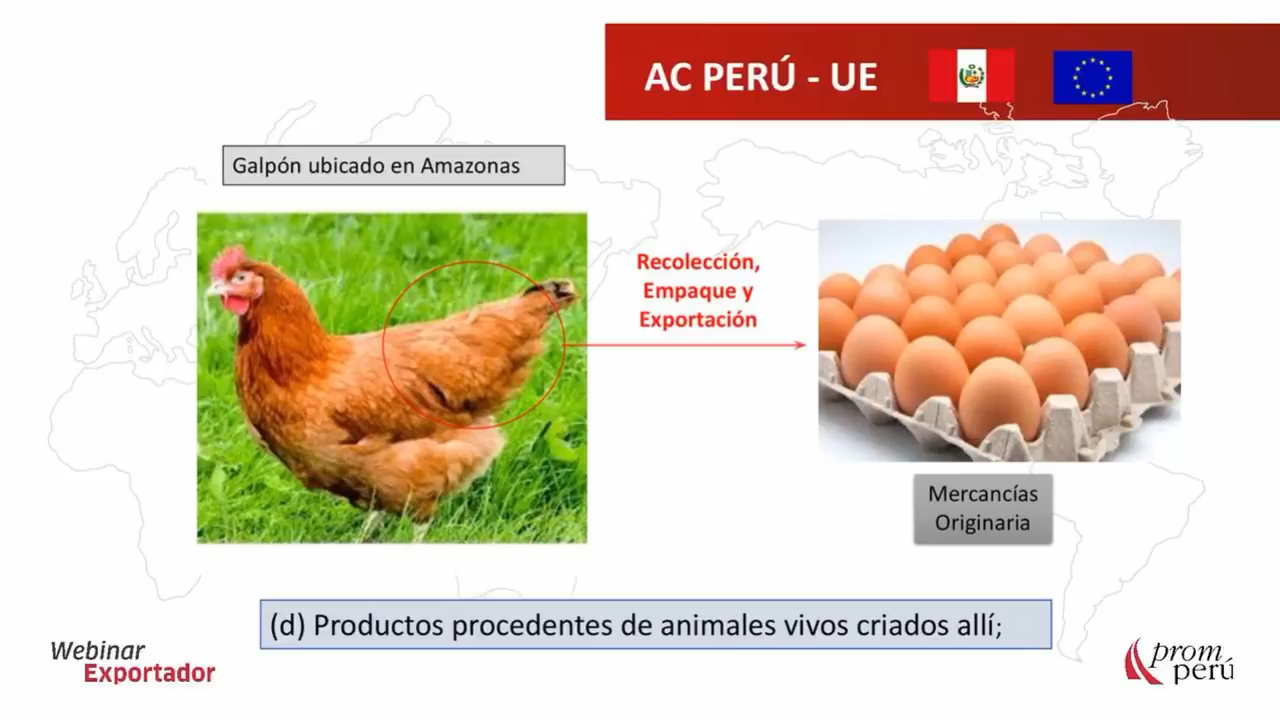 AC PERÚ - UE
Galpón ubicado en Amazonas
Recolección,
Empaque y
Exportación
Mercancías
Originaria
(d) Productos procedentes de animales vivos criados allí;
Webinar
Exportador
prom
perú